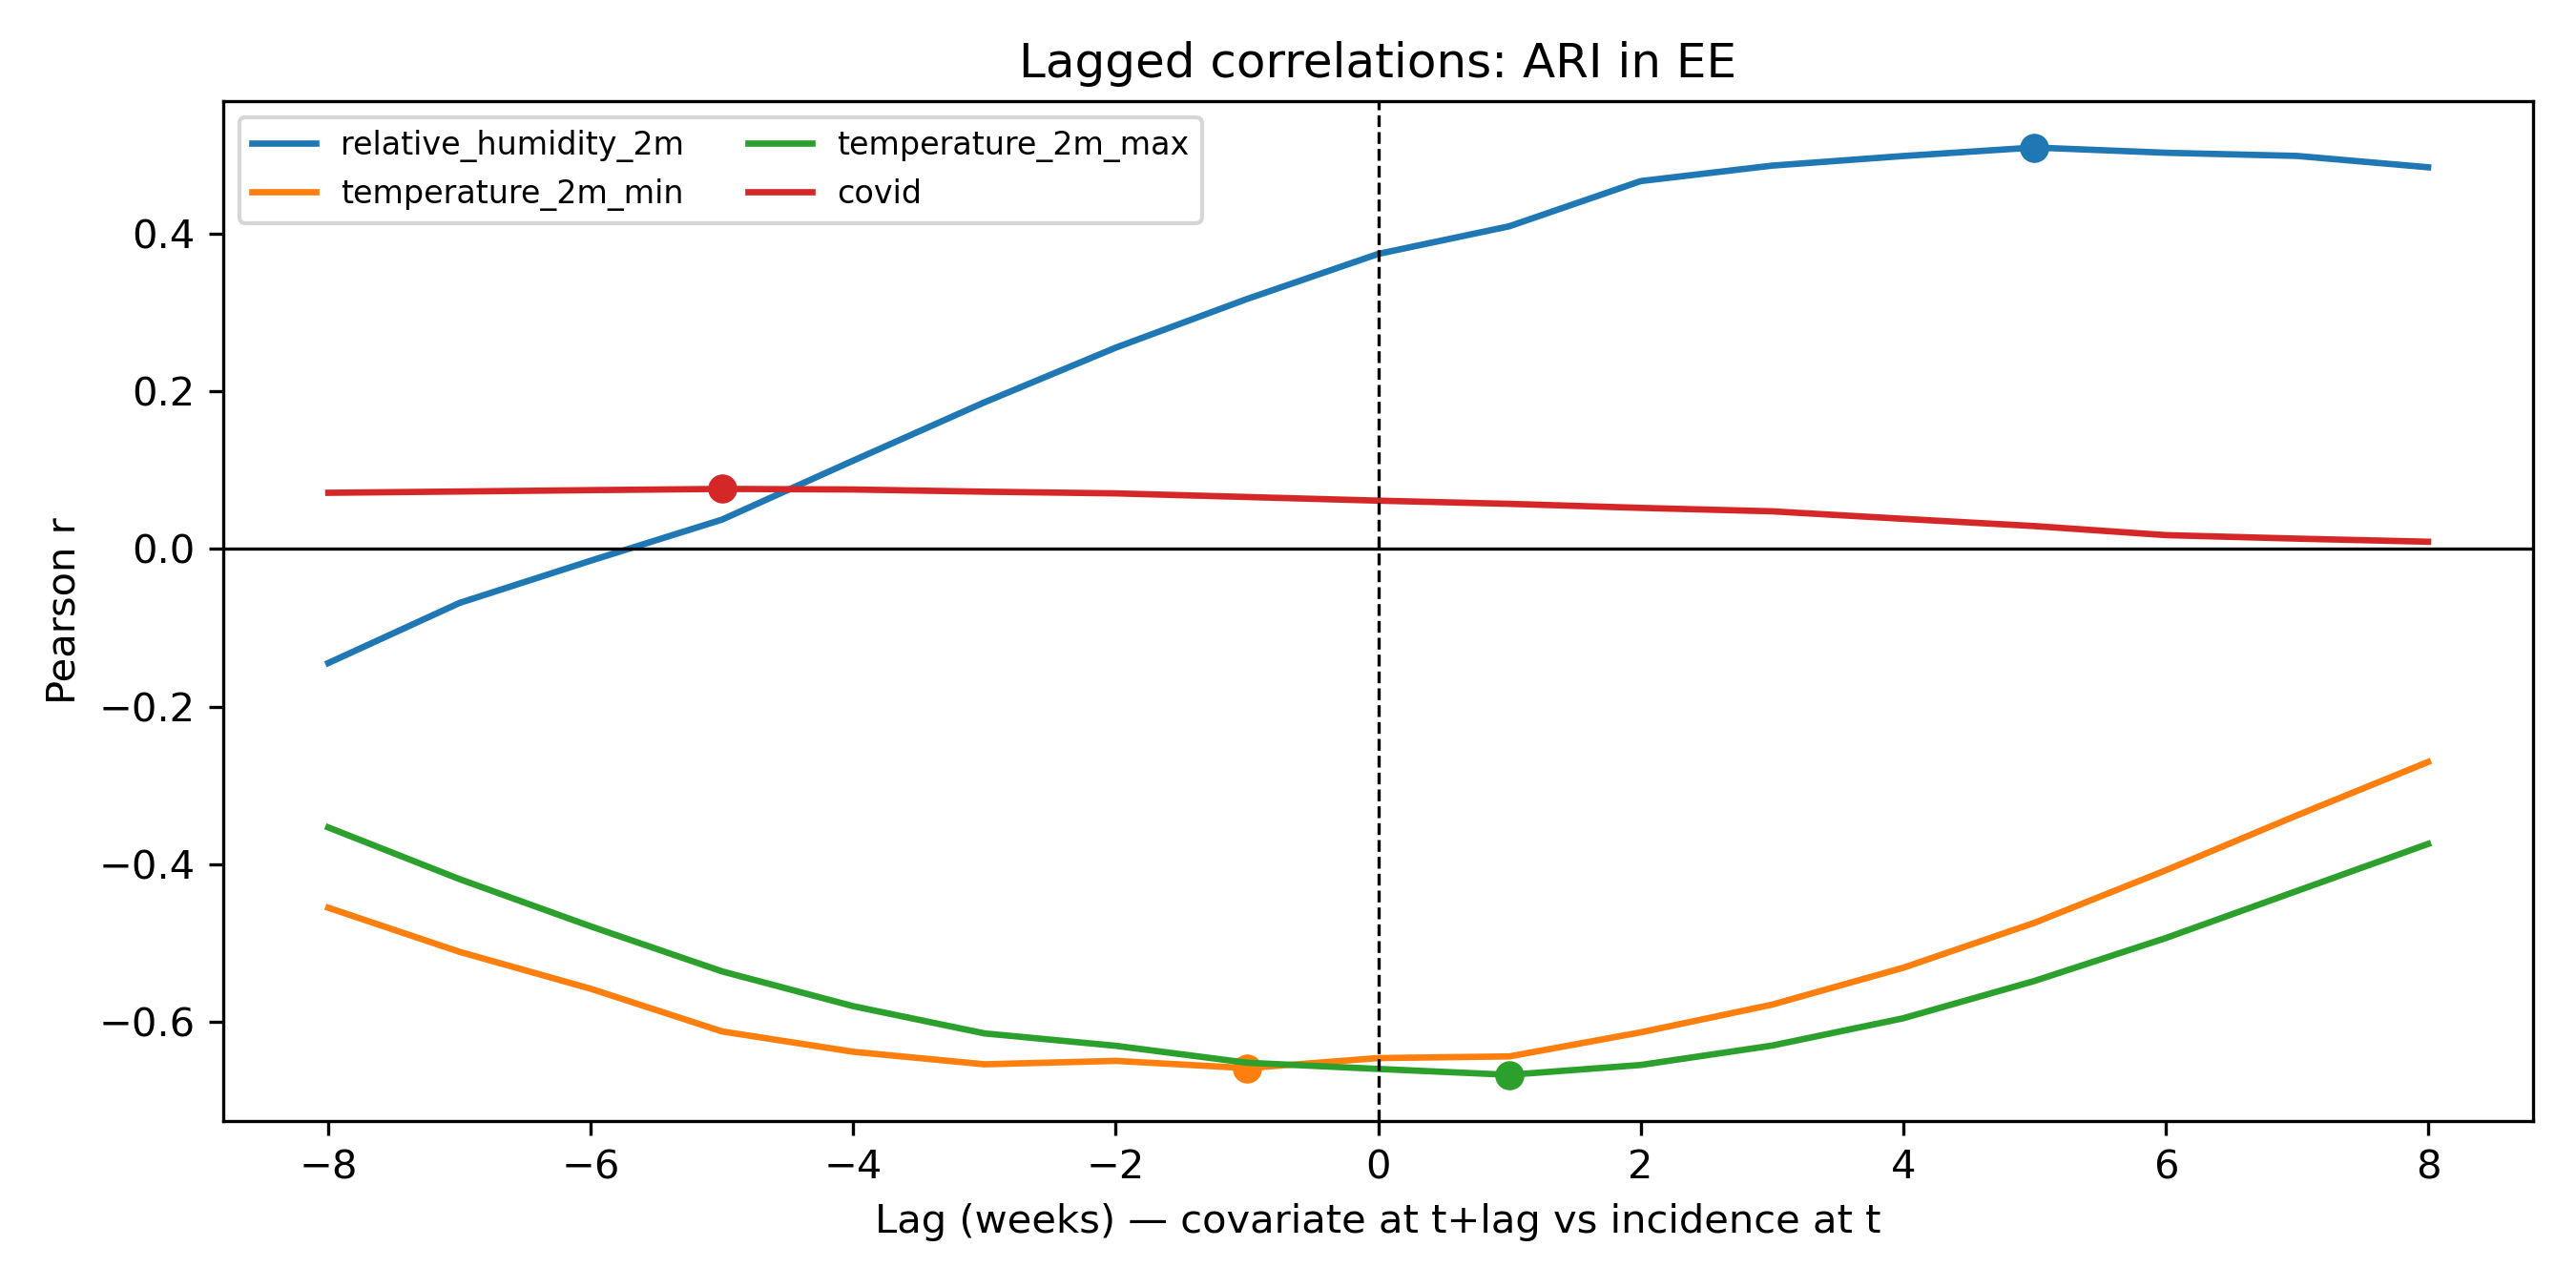 Lagged correlations: ARI in EE
relative_humidity_2m
temperature_2m_min
temperature_2m_max
covid
Pearson r
0.4
0.2
0.0
−0.2
−0.4
−0.6
−8 −6 −4 −2 0 2 4 6 8
Lag (weeks) — covariate at t+lag vs incidence at t